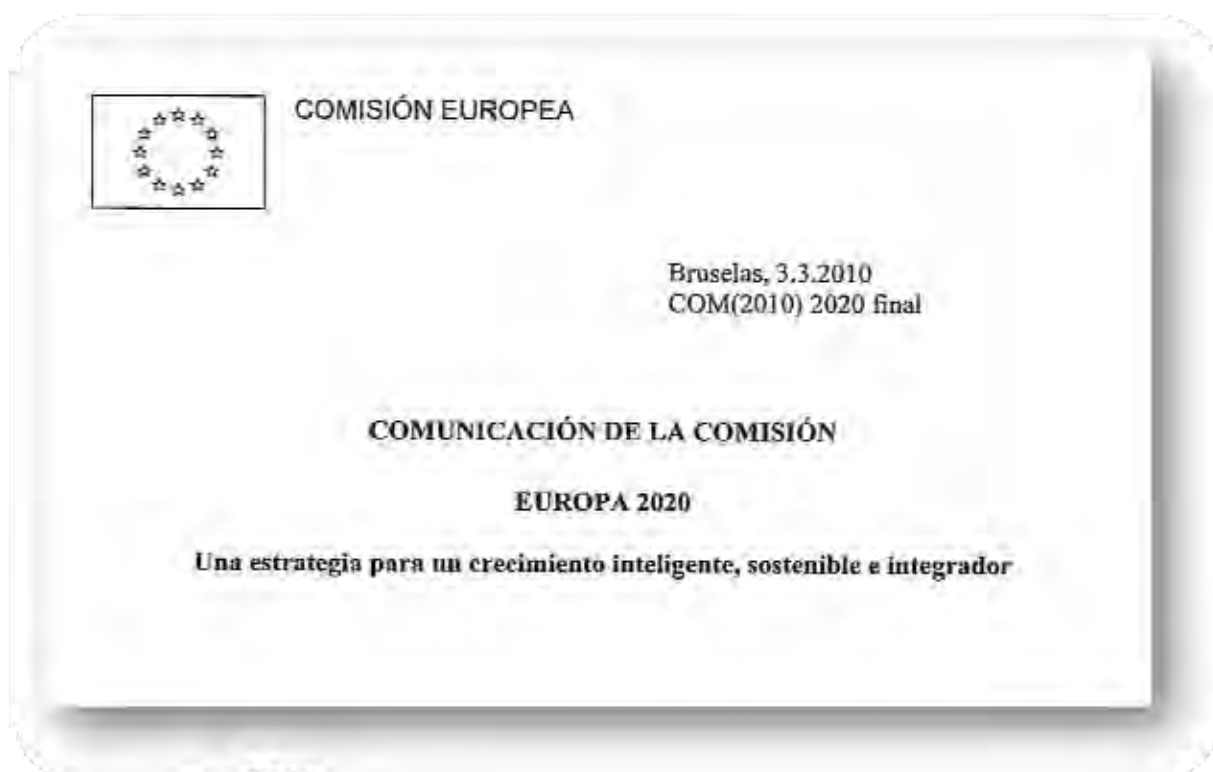 COMISIÓN EUROPEA
Bruselas, 3.3.2010
COM(2010) 2020 final
COMUNICACIÓN DE LA COMISIÓN
EUROPA 2020
Una estrategia para un crecimiento inteligente, sostenible e integrador